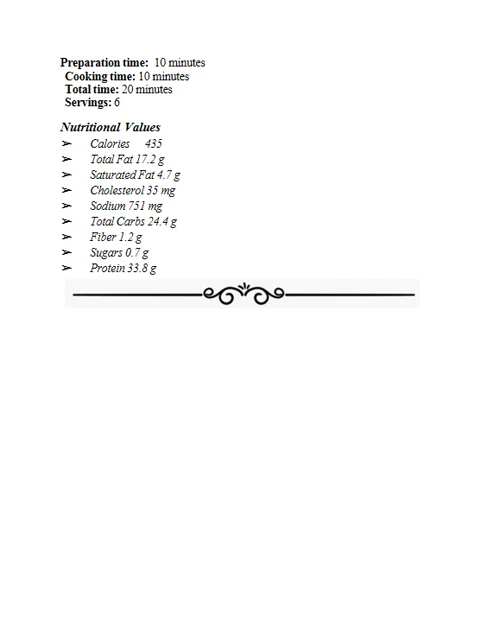 Preparation time: 10 minutes
Cooking time: 10 minutes
Total time: 20 minutes
Servings: 6
Nutritional Values
➢ Calories 435
➢ Total Fat 17.2 g
➢ Saturated Fat 4.7 g
➢ Cholesterol 35 mg
➢ Sodium 751 mg
➢ Total Carbs 24.4 g
➢ Fiber 1.2 g
➢ Sugars 0.7 g
➢ Protein 33.8 g